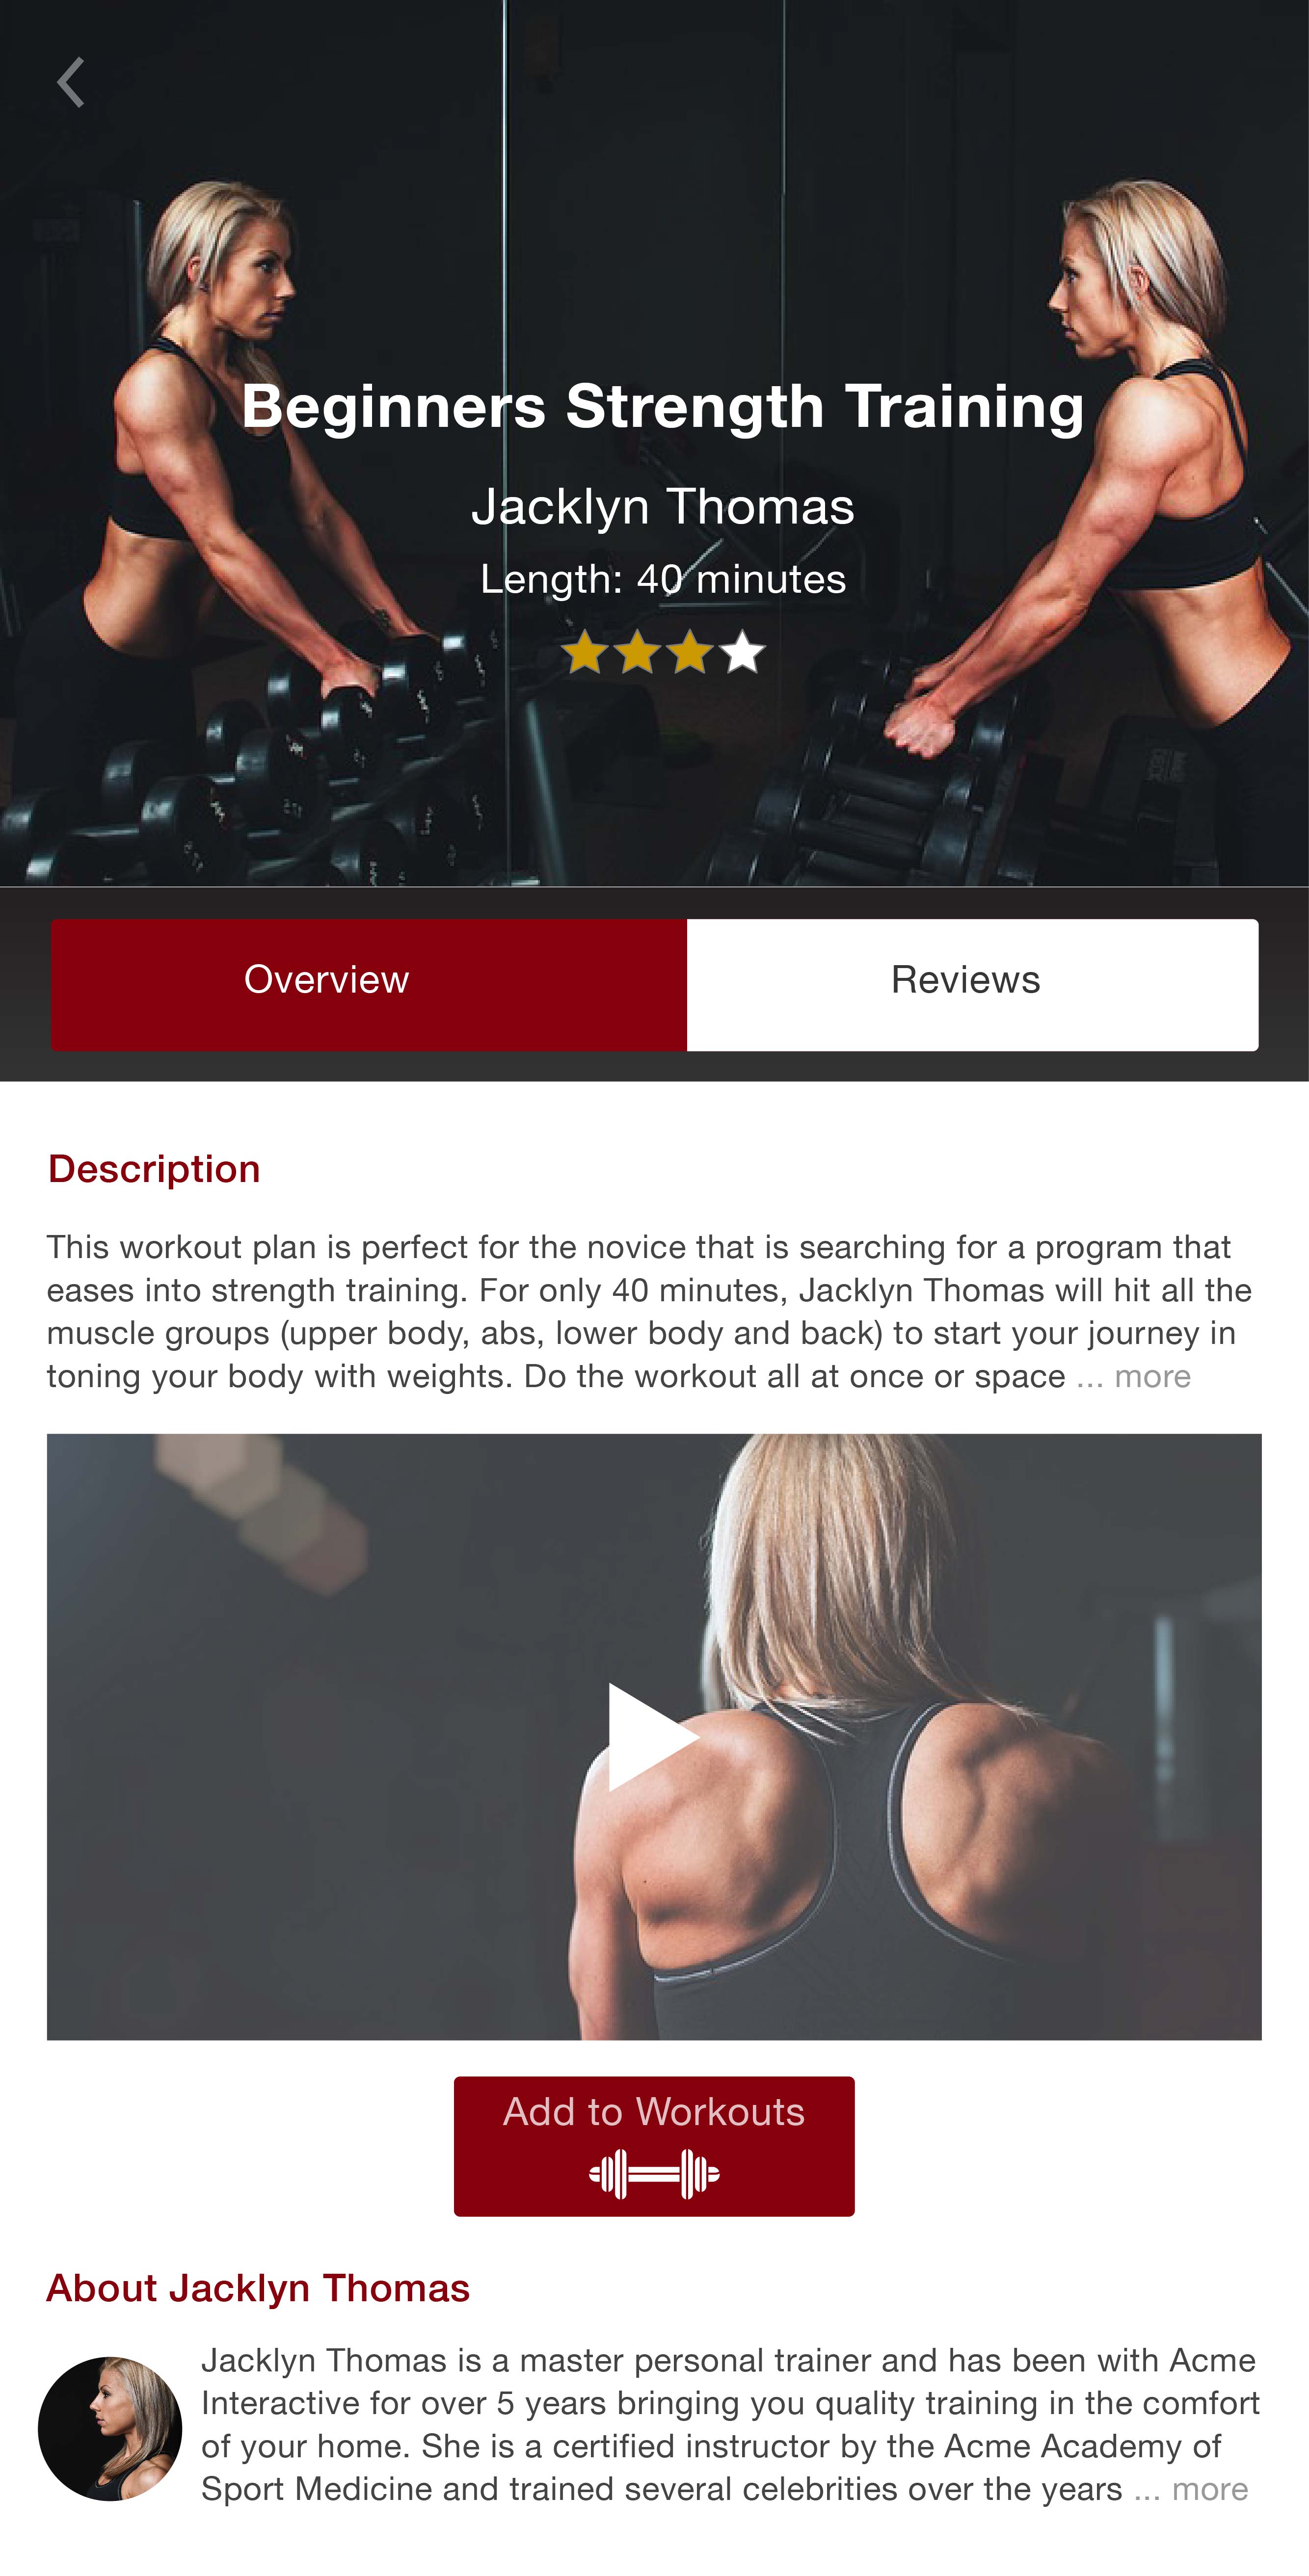 Beginners Strength Training
Jacklyn Thomas
Length: 40 minutes
Overview
Reviews
Description
This workout plan is perfect for the novice that is searching for a program that
eases into strength training. For only 40 minutes, Jacklyn Thomas will hit all the
muscle groups (upper body, abs, lower body and back) to start your journey in
toning your body with weights. Do the workout all at once or space ... more
Add to Workouts
About Jacklyn Thomas
Jacklyn Thomas is a master personal trainer and has been with Acme
Interactive for over 5 years bringing you quality training in the comfort
of your home. She is a certified instructor by the Acme Academy of
Sport Medicine and trained several celebrities over the years ... more